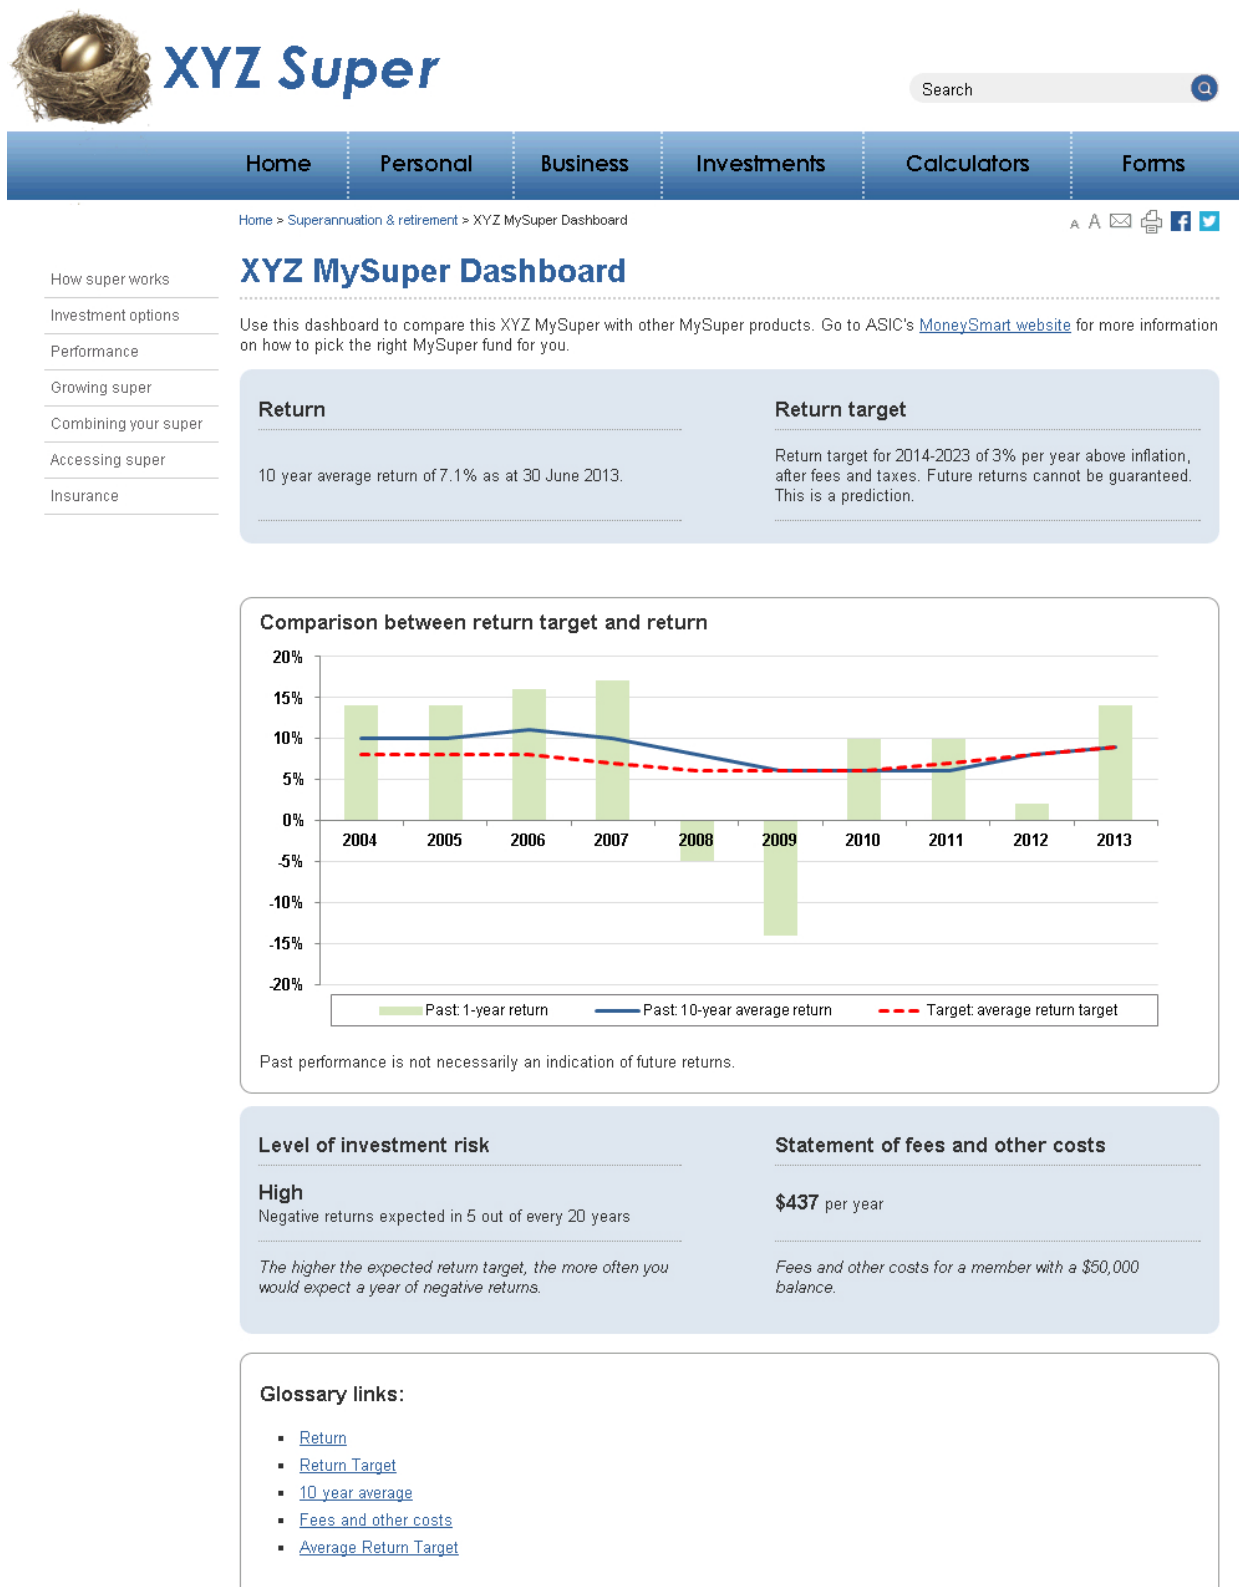 XYZ Super
Search
Home Personal Business Investments Calculators Forms
Home > Superannuation & retirement > XYZ MySuper Dashboard
A A
How super works
Investment options
Performance
Growing super
Combining your super
Accessing super
Insurance
XYZ MySuper Dashboard
Use this dashboard to compare this XYZ MySuper with other MySuper products. Go to ASIC's MoneySmart website for more information
on how to pick the right MySuper fund for you.
Return
10 year average return of 7.1% as at 30 June 2013.
Return target
Return target for 2014-2023 of 3% per year above inflation,
after fees and taxes. Future returns cannot be guaranteed.
This is a prediction.
Comparison between return target and return
20%
15%
10%
5%
0%
-5%
-10%
-15%
-20%
2004 2005 2006 2007 2008 2009 2010 2011 2012 2013
Past: 1-year return Past: 10-year average return Target: average return target
Past performance is not necessarily an indication of future returns.
Level of investment risk
High
Negative returns expected in 5 out of every 20 years
The higher the expected return target, the more often you
would expect a year of negative returns.
Statement of fees and other costs
$437 per year
Fees and other costs for a member with a $50,000
balance.
Glossary links:
Return
Return Target
10 year average
Fees and other costs
Average Return Target